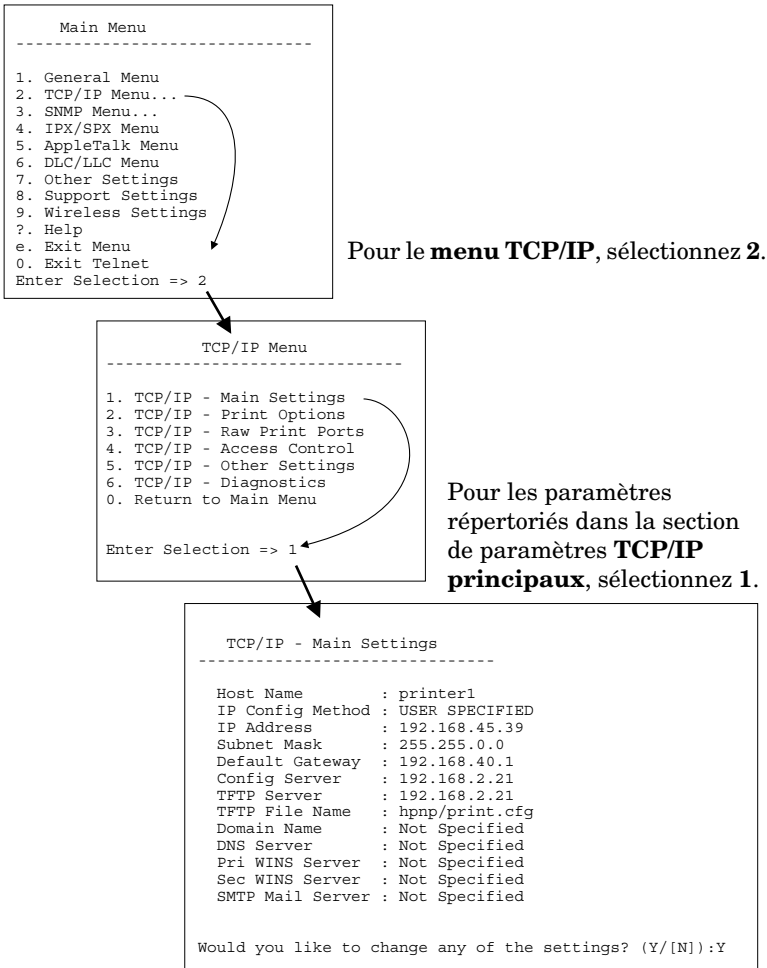 Main Menu
-------------------------------
1. General Menu
2. TCP/IP Menu...
3. SNMP Menu...
4. IPX/SPX Menu
5. AppleTalk Menu
6. DLC/LLC Menu
7. Other Settings
8. Support Settings
9. Wireless Settings
?. Help
e. Exit Menu
0. Exit Telnet
Enter Selection => 2
Pour le menu TCP/IP, sélectionnez 2.
TCP/IP Menu
-------------------------------
1. TCP/IP - Main Settings
2. TCP/IP - Print Options
3. TCP/IP - Raw Print Ports
4. TCP/IP - Access Control
5. TCP/IP - Other Settings
6. TCP/IP - Diagnostics
0. Return to Main Menu
Enter Selection => 1
Pour les paramètres
répertoriés dans la section
de paramètres TCP/IP
principaux, sélectionnez 1.
TCP/IP - Main Settings
-------------------------------
Host Name : printer1
IP Config Method : USER SPECIFIED
IP Address : 192.168.45.39
Subnet Mask : 255.255.0.0
Default Gateway : 192.168.40.1
Config Server : 192.168.2.21
TFTP Server : 192.168.2.21
TFTP File Name : hpnp/print.cfg
Domain Name : Not Specified
DNS Server : Not Specified
Pri WINS Server : Not Specified
Sec WINS Server : Not Specified
SMTP Mail Server : Not Specified
Would you like to change any of the settings? (Y/[N]):Y